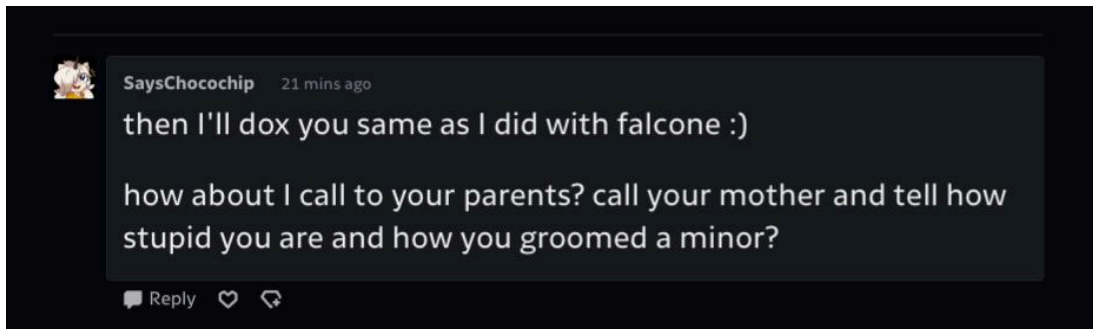 SaysChocochip 21 mins ago
then I'll dox you same as I did with falcone :)
how about I call to your parents? call your mother and tell how
stupid you are and how you groomed a minor?
Reply